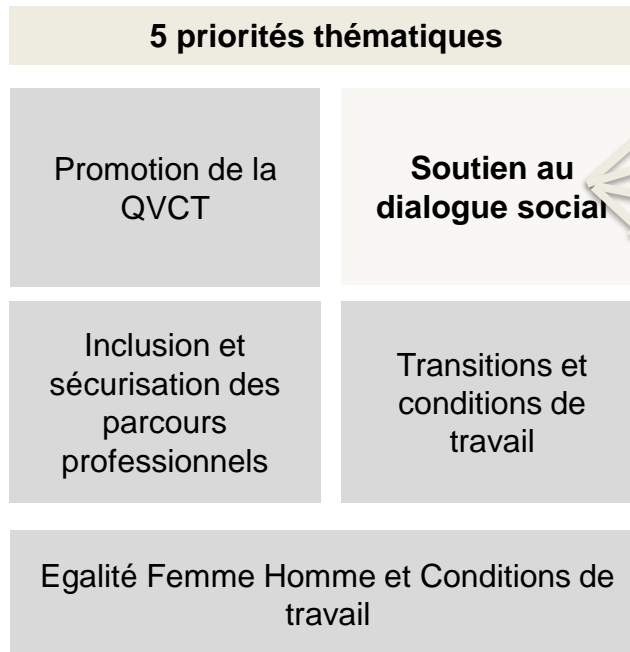 5 priorités thématiques
Promotion de la
QVCT
Soutien au
dialogue social
Inclusion et
sécurisation des
parcours
professionnels
Transitions et
conditions de
travail
Egalité Femme Homme et Conditions de
travail